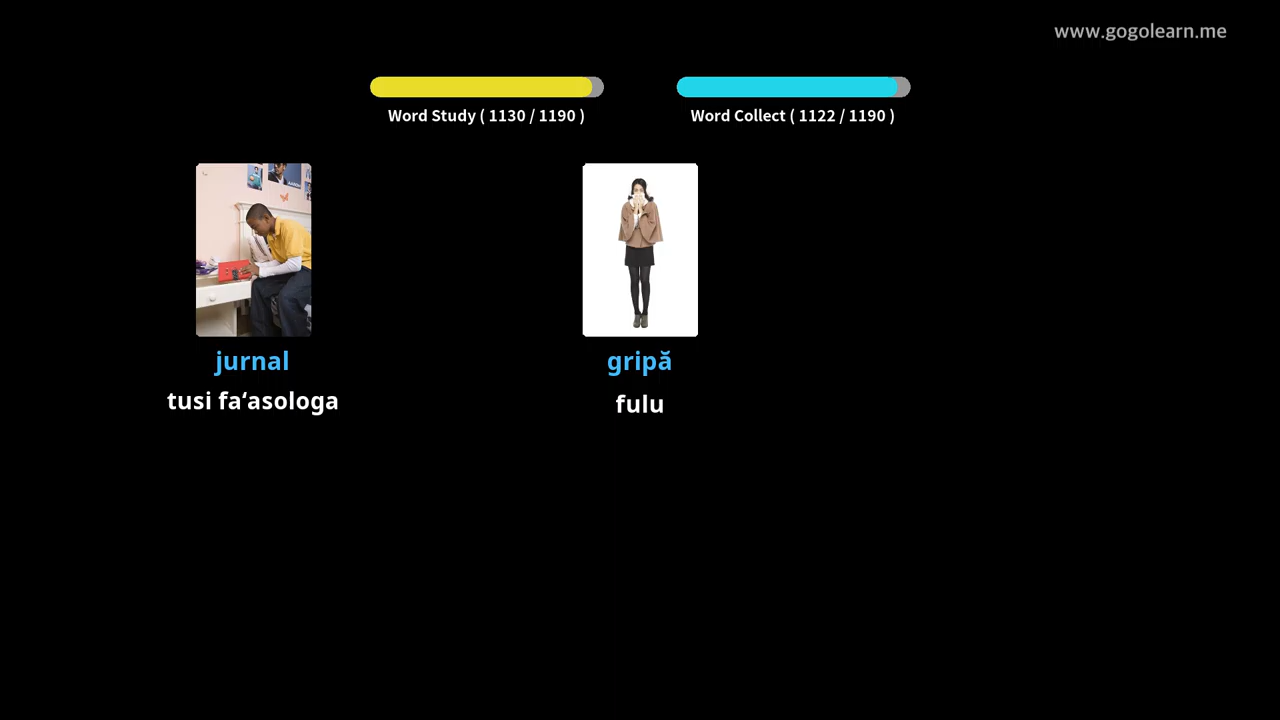 www.gogolearn.me
Word Study ( 1130 / 1190 )
Word Collect ( 1122 / 1190 )
jurnal
gripă
tusi faʻasologa
fulu